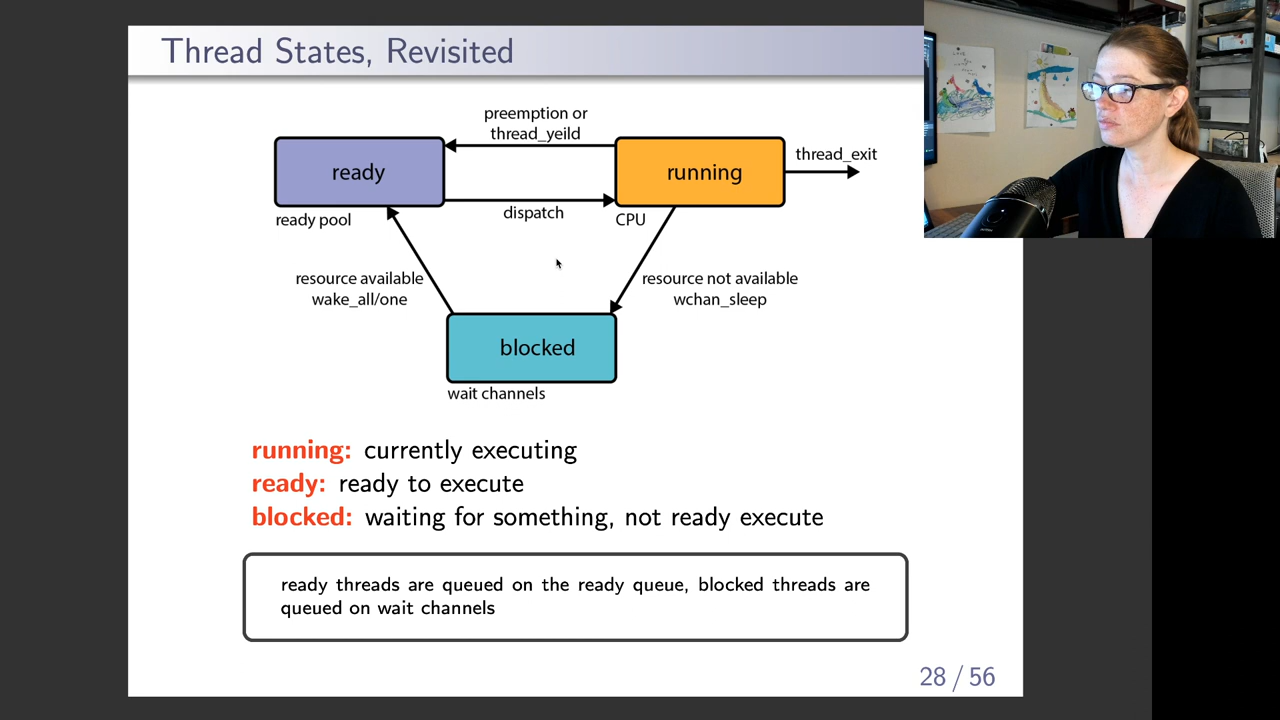 Thread States, Revisited
preemption or
thread_yeild
ready
running
thread_exit
ready pool
dispatch
CPU
resource available
wake_all/one
resource not available
wchan_sleep
blocked
wait channels
running: currently executing
ready: ready to execute
blocked: waiting for something, not ready execute
ready threads are queued on the ready queue, blocked threads are
queued on wait channels
28 / 56